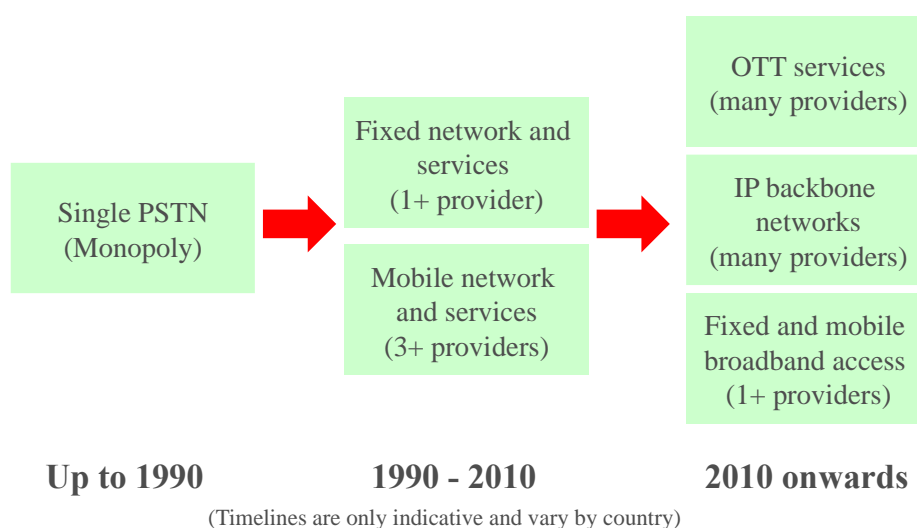 Single PSTN
(Monopoly)
Fixed network and
services
(1+ provider)
Mobile network
and services
(3+ providers)
OTT services
(many providers)
IP backbone
networks
(many providers)
Fixed and mobile
broadband access
(1+ providers)
Up to 1990
1990 - 2010
2010 onwards
(Timelines are only indicative and vary by country)